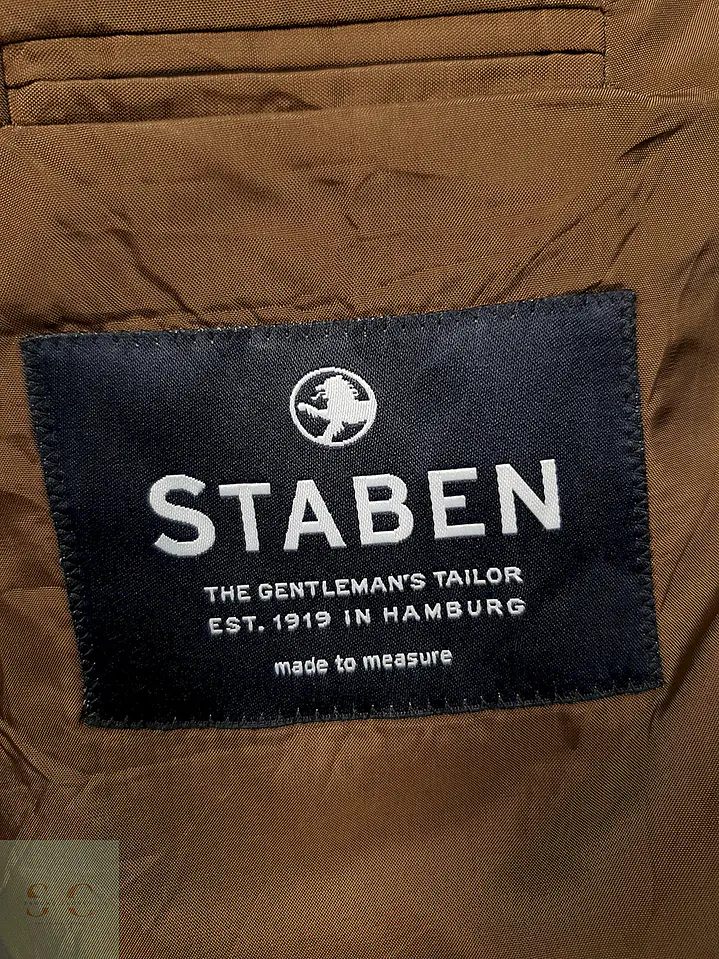 STABEN
THE GENTLEMAN'S TAILOR
EST. 1919 IN HAMBURG
made to measure